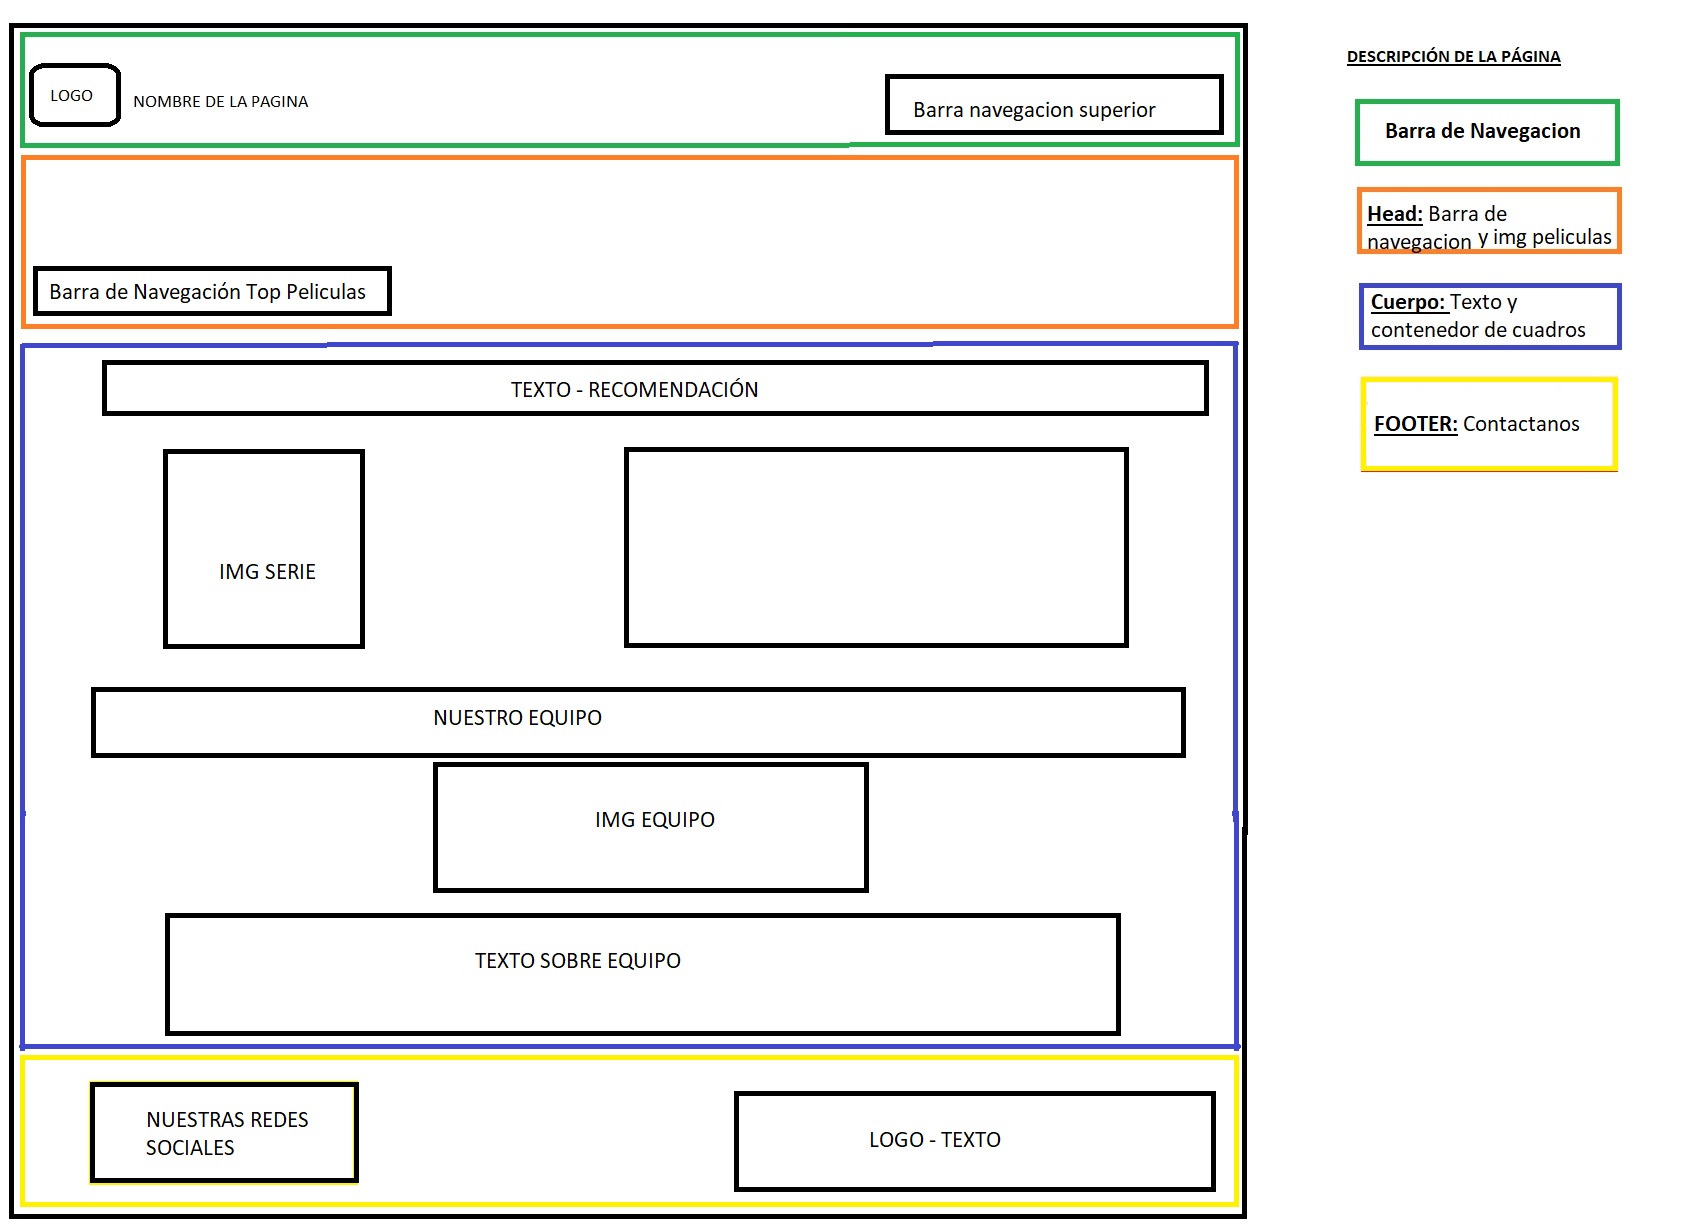 LOGO
NOMBRE DE LA PAGINA
Barra navegacion superior
Barra de Navegación Top Peliculas
TEXTO - RECOMENDACIÓN
IMG SERIE
NUESTRO EQUIPO
IMG EQUIPO
TEXTO SOBRE EQUIPO
NUESTRAS REDES
SOCIALES
LOGO - TEXTO
DESCRIPCIÓN DE LA PÁGINA
Barra de Navegacion
Head: Barra de
navegacion y img peliculas
Cuerpo: Texto y
contenedor de cuadros
FOOTER: Contactanos